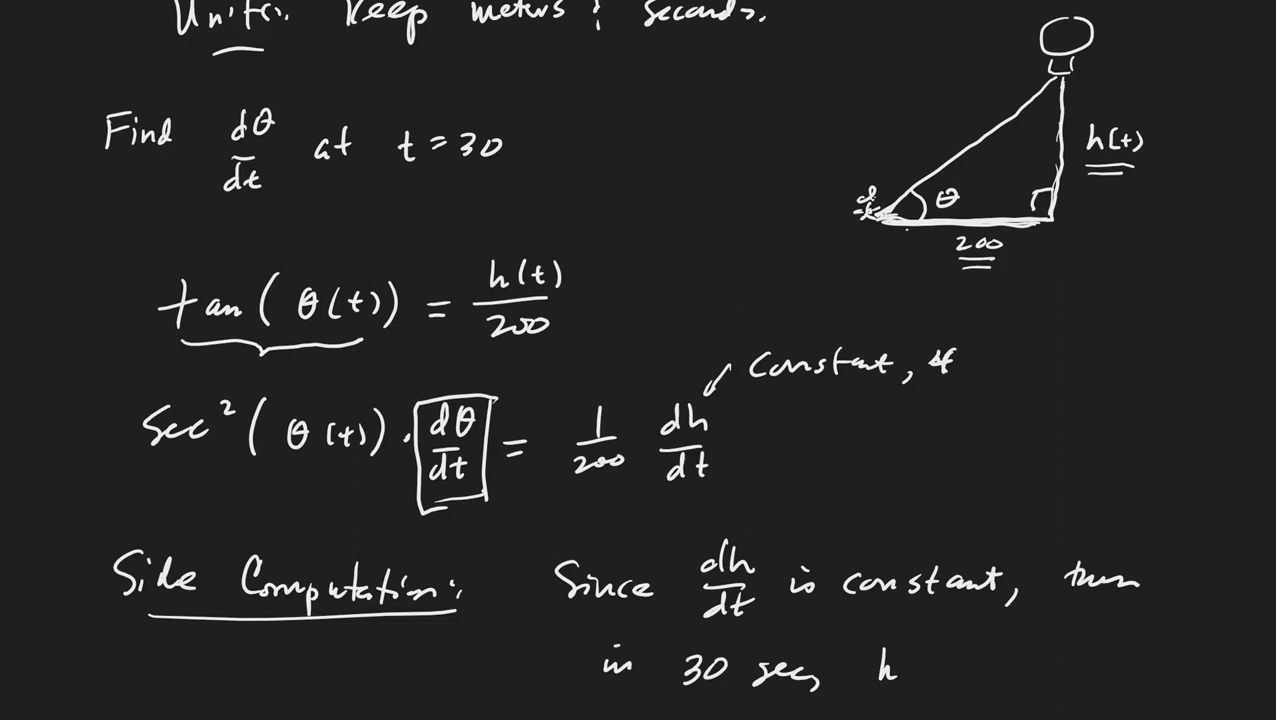 Units: Keep meters & seconds.
Find dθ/dt at t = 30
h(t)
θ
200
tan(θ(t)) = h(t)/200
constant, 4
sec²(θ(t)) · dθ/dt = 1/200 dh/dt
Side Computation: Since dh/dt is constant, then
in 30 sec, h